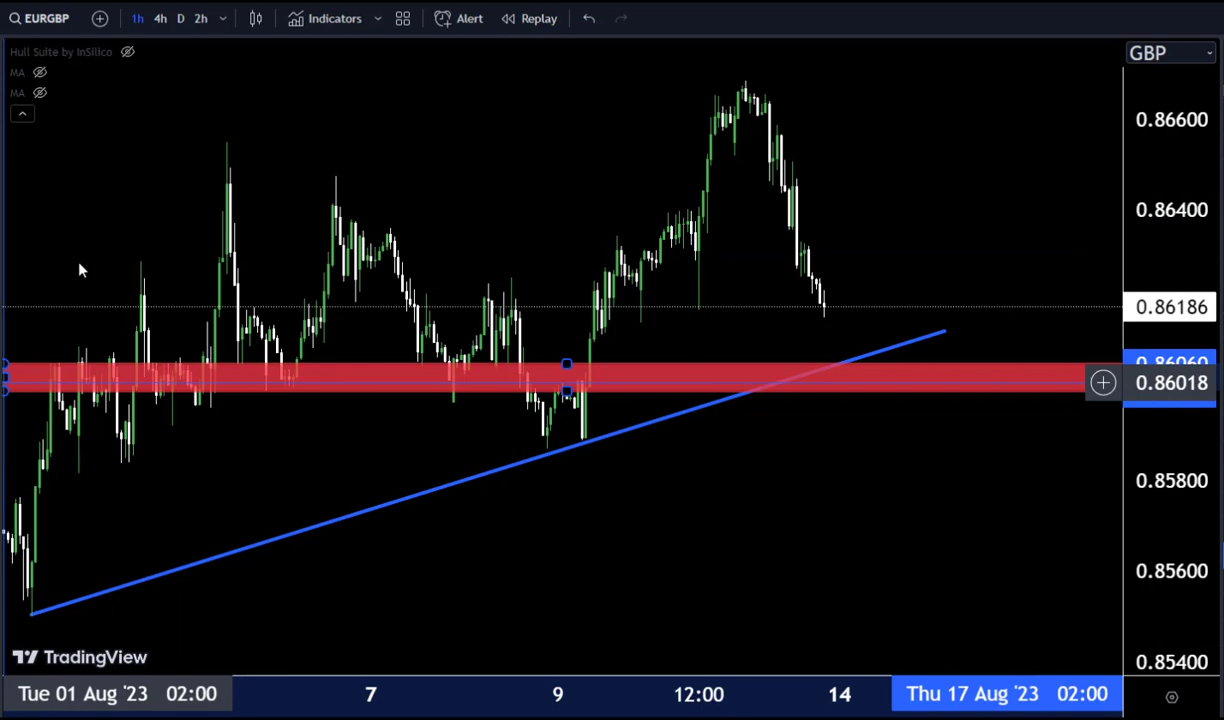 EURGBP 1h 4h D 2h Indicators Alert Replay
Hull Suite by InSilico
MA
MA
GBP
0.86600
0.86400
0.86186
0.86060
0.86018
0.85800
0.85600
0.85400
TradingView
Tue 01 Aug '23 02:00 7 9 12:00 14 Thu 17 Aug '23 02:00